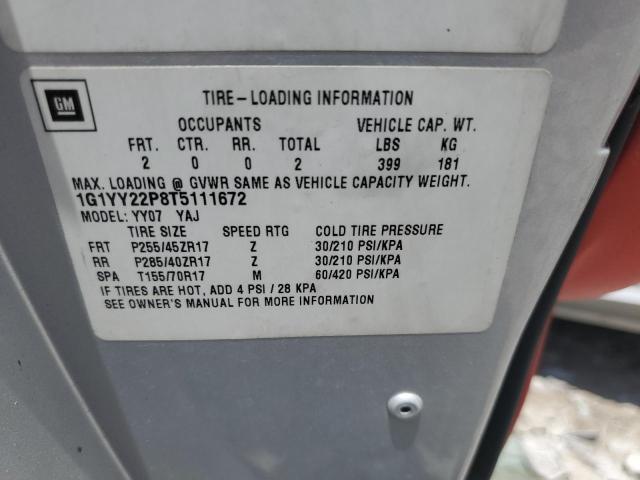 GM
TIRE-LOADING INFORMATION
OCCUPANTS VEHICLE CAP. WT.
FRT. CTR. RR. TOTAL LBS KG
2 0 0 2 399 181
MAX. LOADING @ GVWR SAME AS VEHICLE CAPACITY WEIGHT.
1G1YY22P8T5111672
MODEL: YY07 YAJ
TIRE SIZE SPEED RTG COLD TIRE PRESSURE
FRT P255/45ZR17 Z 30/210 PSI/KPA
RR P285/40ZR17 Z 30/210 PSI/KPA
SPA T155/70R17 M 60/420 PSI/KPA
IF TIRES ARE HOT, ADD 4 PSI / 28 KPA
SEE OWNER'S MANUAL FOR MORE INFORMATION